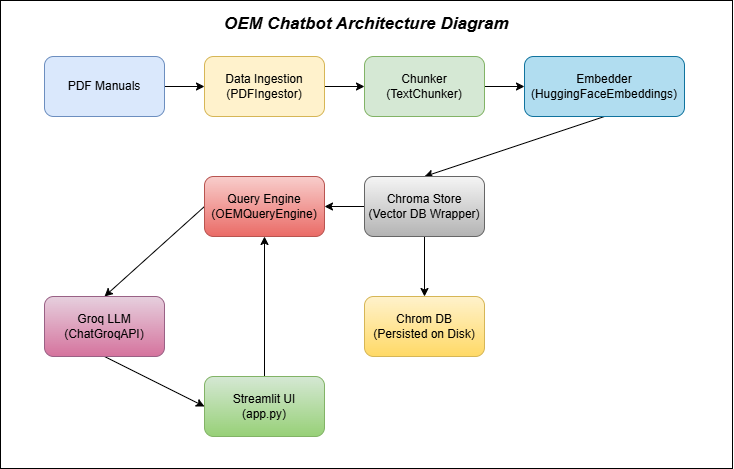 OEM Chatbot Architecture Diagram
PDF Manuals
Data Ingestion
(PDFIngestor)
Chunker
(TextChunker)
Embedder
(HuggingFaceEmbeddings)
Query Engine
(OEMQueryEngine)
Chroma Store
(Vector DB Wrapper)
Groq LLM
(ChatGroqAPI)
Chrom DB
(Persisted on Disk)
Streamlit UI
(app.py)